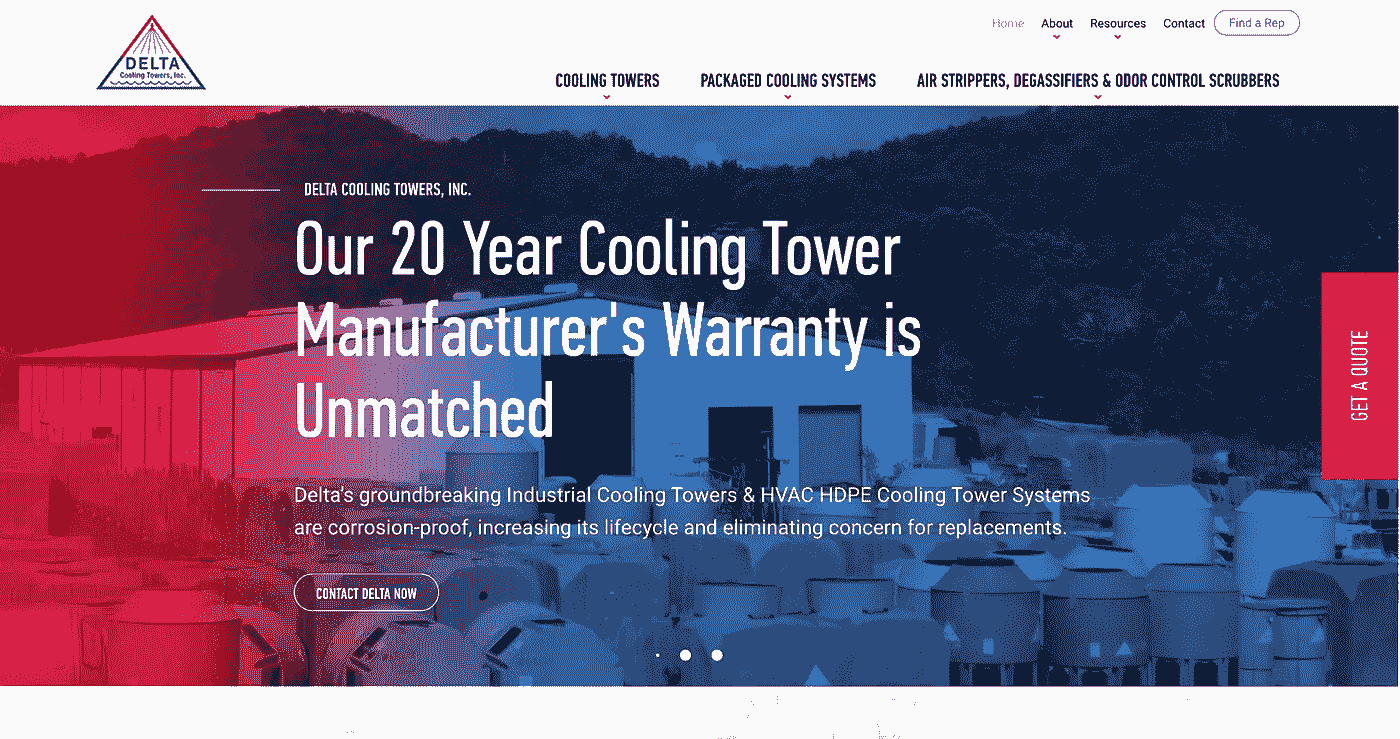 DELTA
Cooling Towers, Inc.
Home About Resources Contact Find a Rep
COOLING TOWERS PACKAGED COOLING SYSTEMS AIR STRIPPERS, DEGASSIFIERS & ODOR CONTROL SCRUBBERS
DELTA COOLING TOWERS, INC.
Our 20 Year Cooling Tower
Manufacturer's Warranty is
Unmatched
Delta's groundbreaking Industrial Cooling Towers & HVAC HDPE Cooling Tower Systems
are corrosion-proof, increasing its lifecycle and eliminating concern for replacements.
CONTACT DELTA NOW
GET A QUOTE